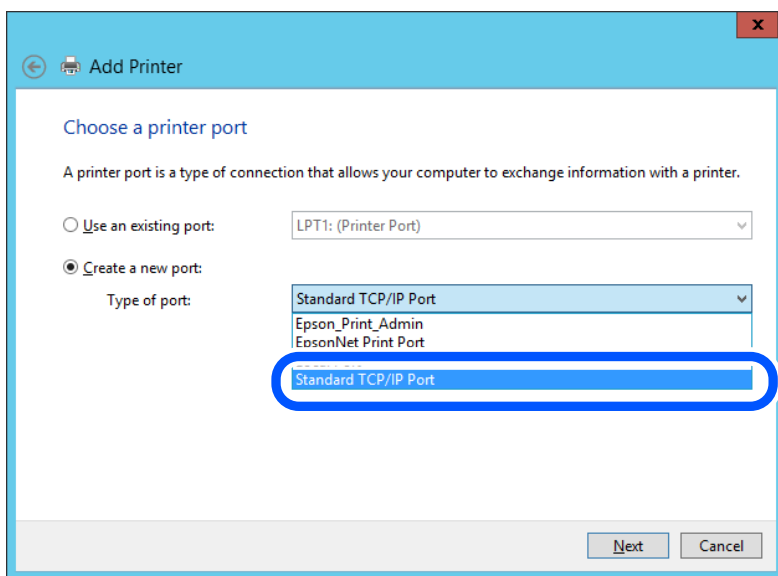 x
Add Printer
Choose a printer port
A printer port is a type of connection that allows your computer to exchange information with a printer.
Use an existing port: LPT1: (Printer Port)
Create a new port:
Type of port: Standard TCP/IP Port
Epson_Print_Admin
EpsonNet Print Port
Standard TCP/IP Port
Next Cancel